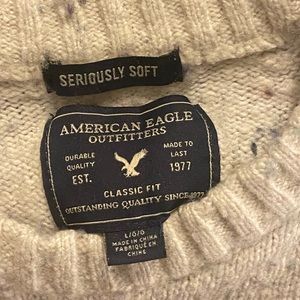 SERIOUSLY SOFT
AMERICAN EAGLE
OUTFITTERS
DURABLE
QUALITY
MADE TO
LAST
EST.
1977
CLASSIC FIT
OUTSTANDING QUALITY SINCE 1977
L/G/G
MADE IN CHINA
FABRIQUÉ EN
CHINE